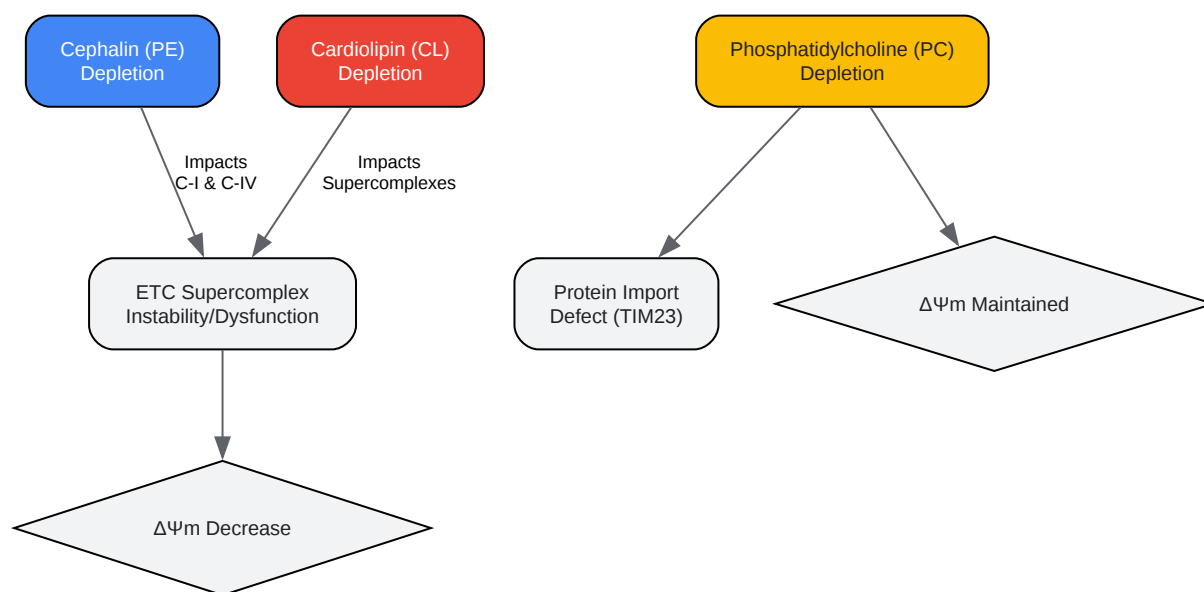 Cephalin (PE)
Depletion
Cardiolipin (CL)
Depletion
Phosphatidylcholine (PC)
Depletion
Impacts
C-I & C-IV
Impacts
Supercomplexes
ETC Supercomplex
Instability/Dysfunction
Protein Import
Defect (TIM23)
ΔΨm Maintained
ΔΨm Decrease